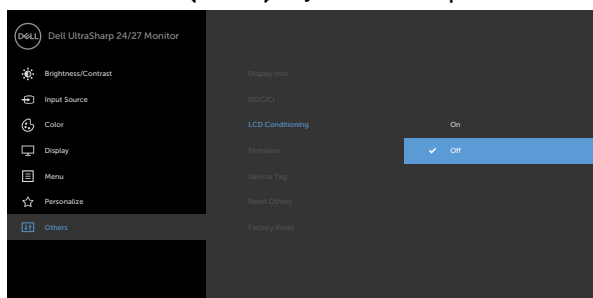 DELL
Dell UltraSharp 24/27 Monitor
Brightness/Contrast
Display Info
Input Source
DDC/CI
Color
LCD Conditioning
On
Display
Firmware
Off
Menu
Service Tag
Personalize
Reset Others
Others
Factory Reset